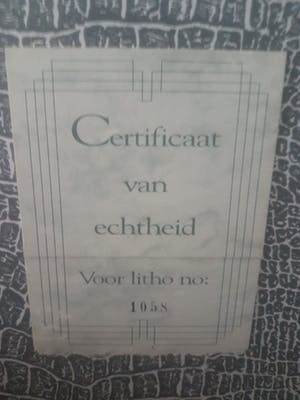 Certificaat
van
echtheid
Voor litho no:
1058